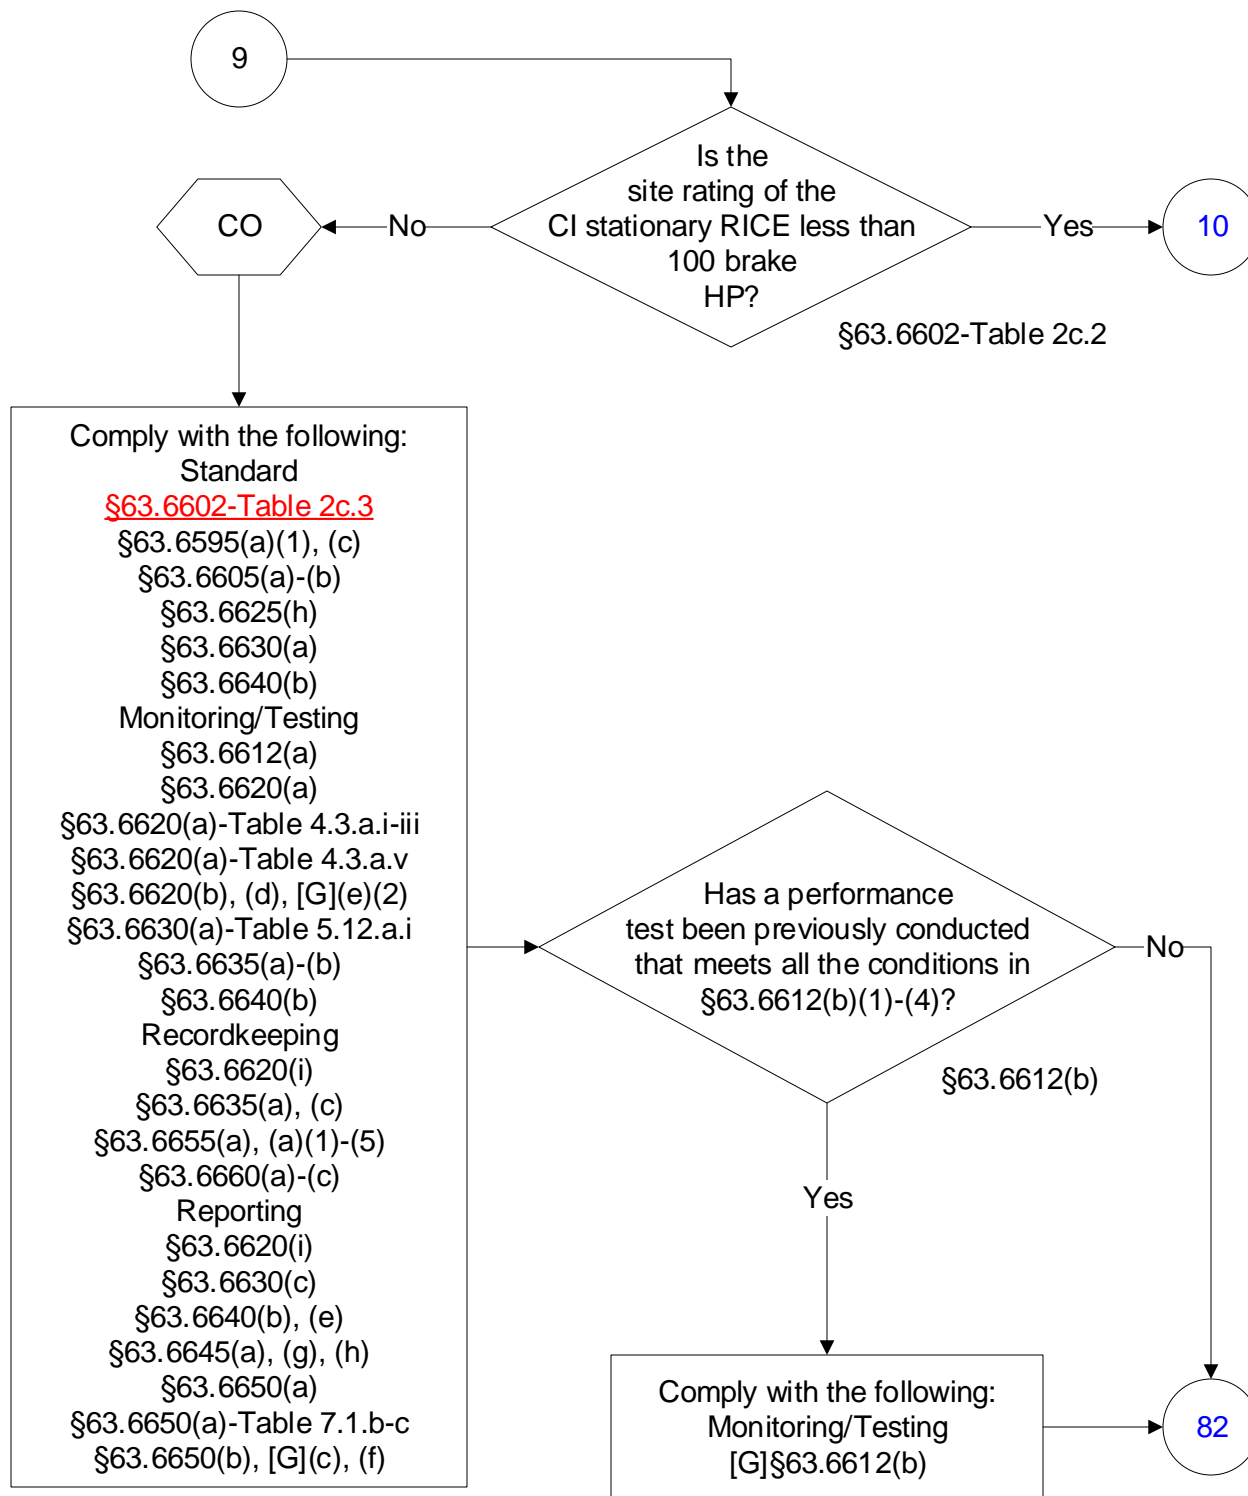 9
Is the
site rating of the
CI stationary RICE less than
100 brake
HP?
§63.6602-Table 2c.2
Yes
10
No
CO
Comply with the following:
Standard
§63.6602-Table 2c.3
§63.6595(a)(1), (c)
§63.6605(a)-(b)
§63.6625(h)
§63.6630(a)
§63.6640(b)
Monitoring/Testing
§63.6612(a)
§63.6620(a)
§63.6620(a)-Table 4.3.a.i-iii
§63.6620(a)-Table 4.3.a.v
§63.6620(b), (d), [G](e)(2)
§63.6630(a)-Table 5.12.a.i
§63.6635(a)-(b)
§63.6640(b)
Recordkeeping
§63.6620(i)
§63.6635(a), (c)
§63.6655(a), (a)(1)-(5)
§63.6660(a)-(c)
Reporting
§63.6620(i)
§63.6630(c)
§63.6640(b), (e)
§63.6645(a), (g), (h)
§63.6650(a)
§63.6650(a)-Table 7.1.b-c
§63.6650(b), [G](c), (f)
Has a performance
test been previously conducted
that meets all the conditions in
§63.6612(b)(1)-(4)?
§63.6612(b)
No
Yes
Comply with the following:
Monitoring/Testing
[G]§63.6612(b)
82